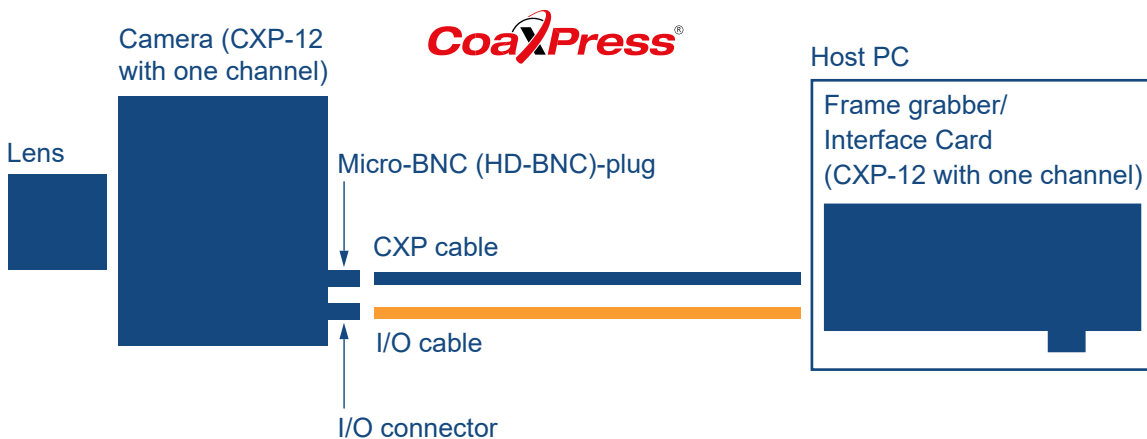 CoaXPress®
Camera (CXP-12
with one channel)
Host PC
Frame grabber/
Interface Card
(CXP-12 with one channel)
Lens
Micro-BNC (HD-BNC)-plug
CXP cable
I/O cable
I/O connector